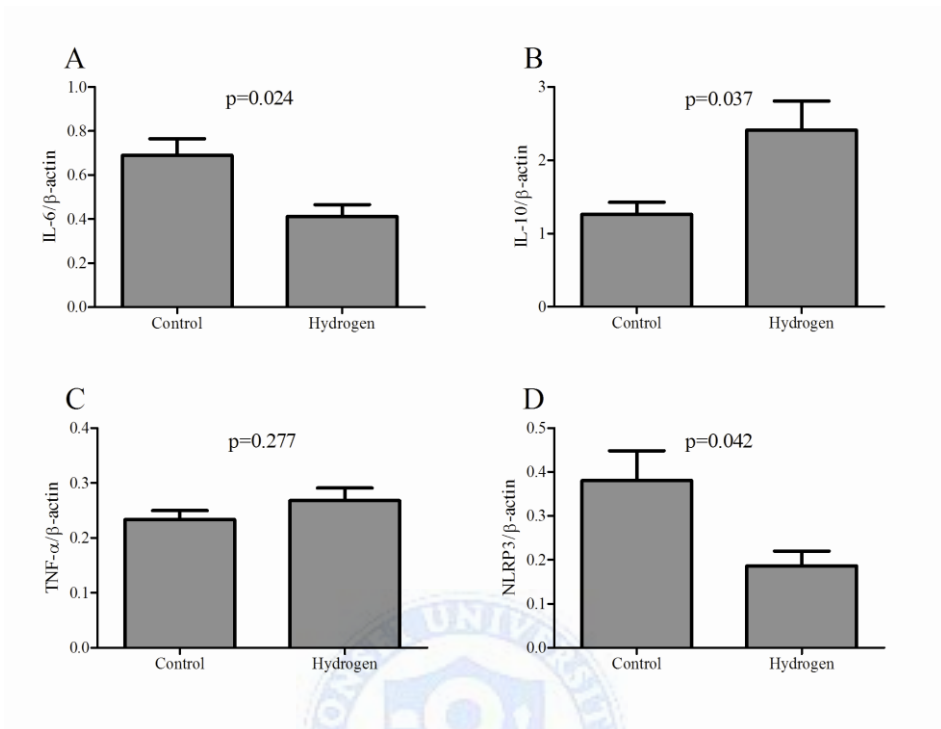 A
1.0
0.8
0.6
0.4
0.2
0.0
IL-6/β-actin
p=0.024
Control
Hydrogen
B
3
2
1
0
IL-10/β-actin
p=0.037
Control
Hydrogen
C
0.4
0.3
0.2
0.1
0.0
TNF-α/β-actin
p=0.277
Control
Hydrogen
D
0.5
0.4
0.3
0.2
0.1
0.0
NLRP3/β-actin
p=0.042
Control
Hydrogen